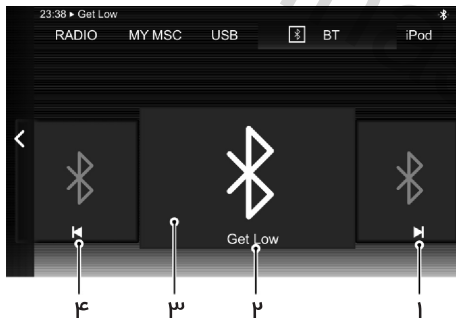 23:38 ▸ Get Low
RADIO MY MSC USB BT iPod
Get Low
۴ ۳ ۲ ۱